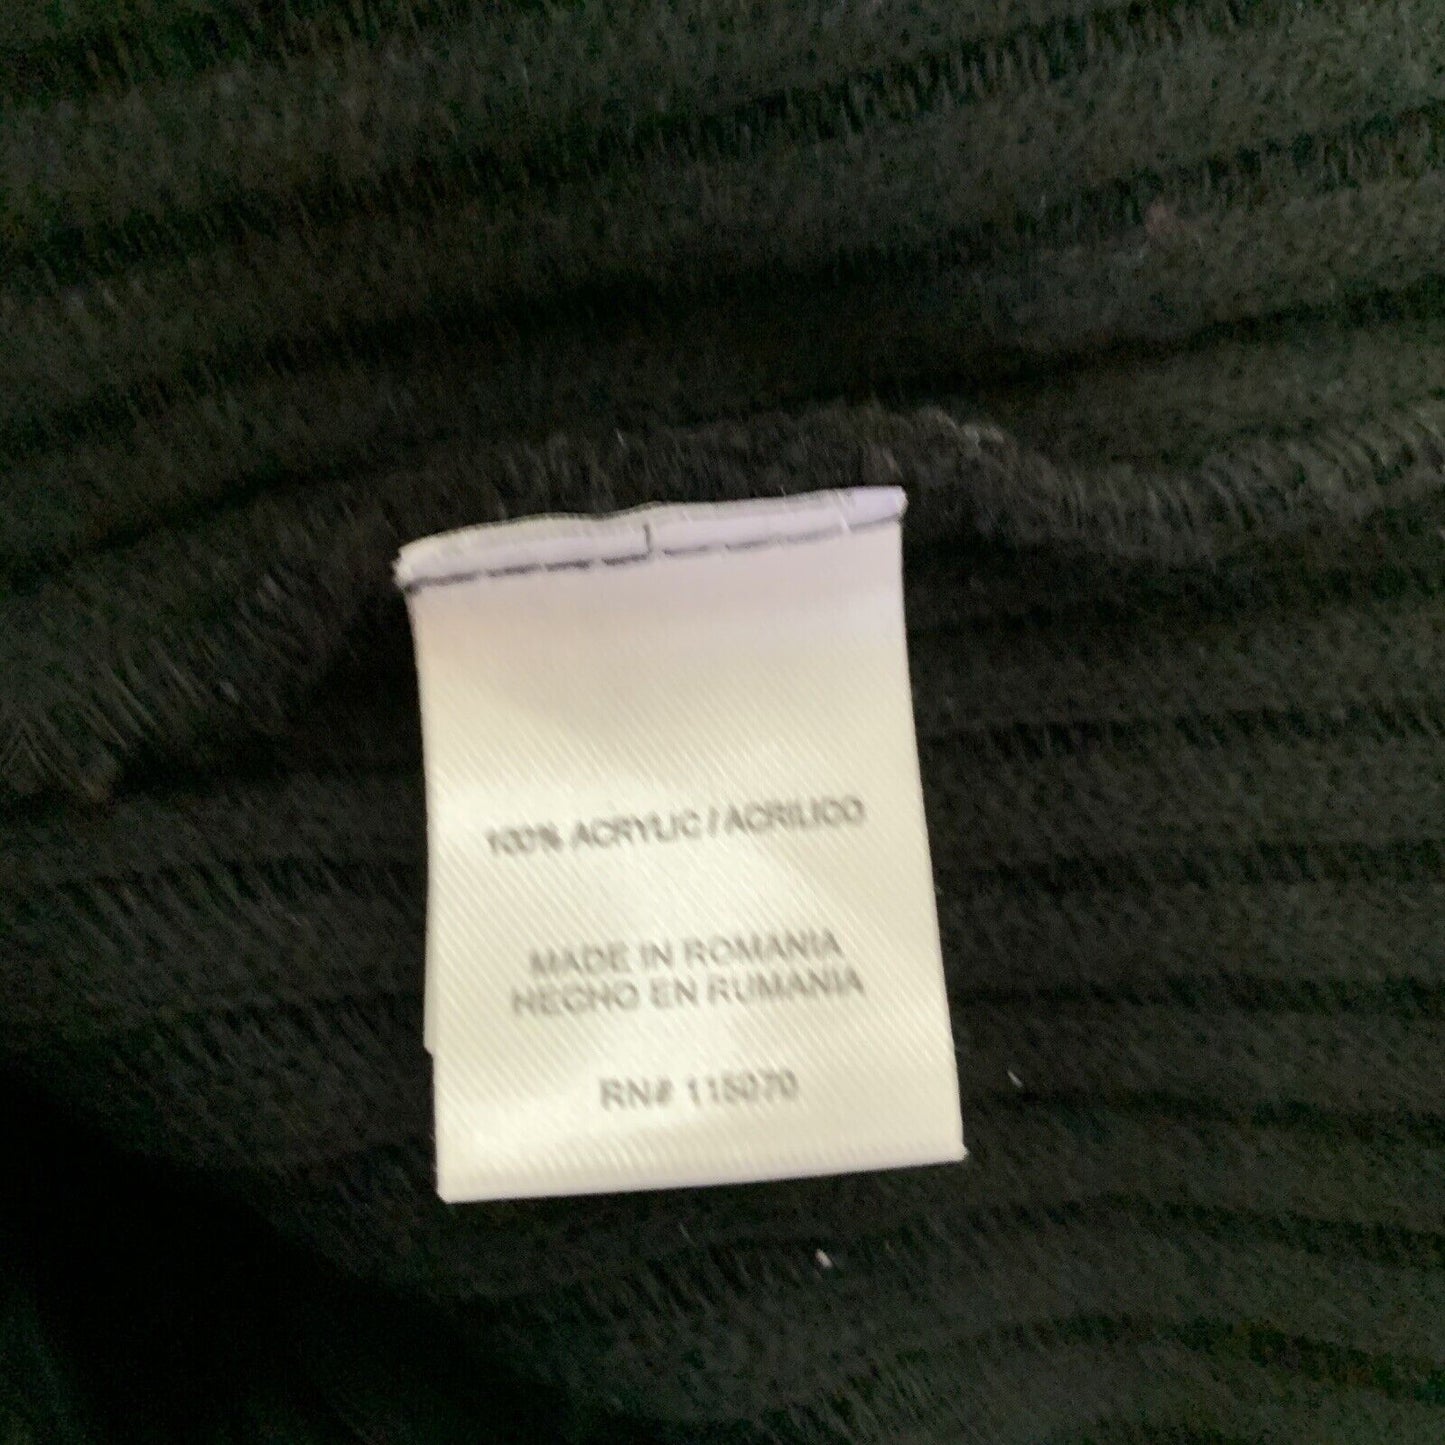 100% ACRYLIC / ACRILICO
MADE IN ROMANIA
HECHO EN RUMANIA
RN# 115070